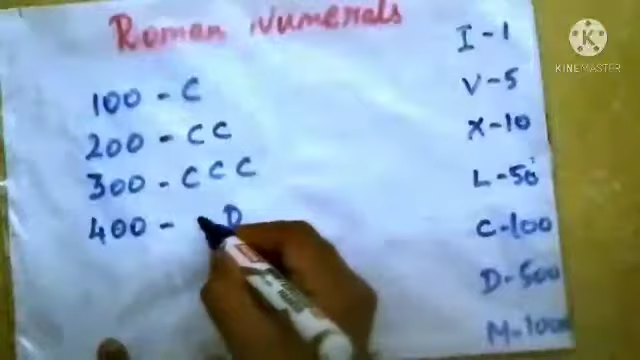 Roman Numerals
100 - C
200 - CC
300 - CCC
400 - D
I - 1
V - 5
X - 10
L - 50
C - 100
D - 500
M - 1000
KINEMASTER